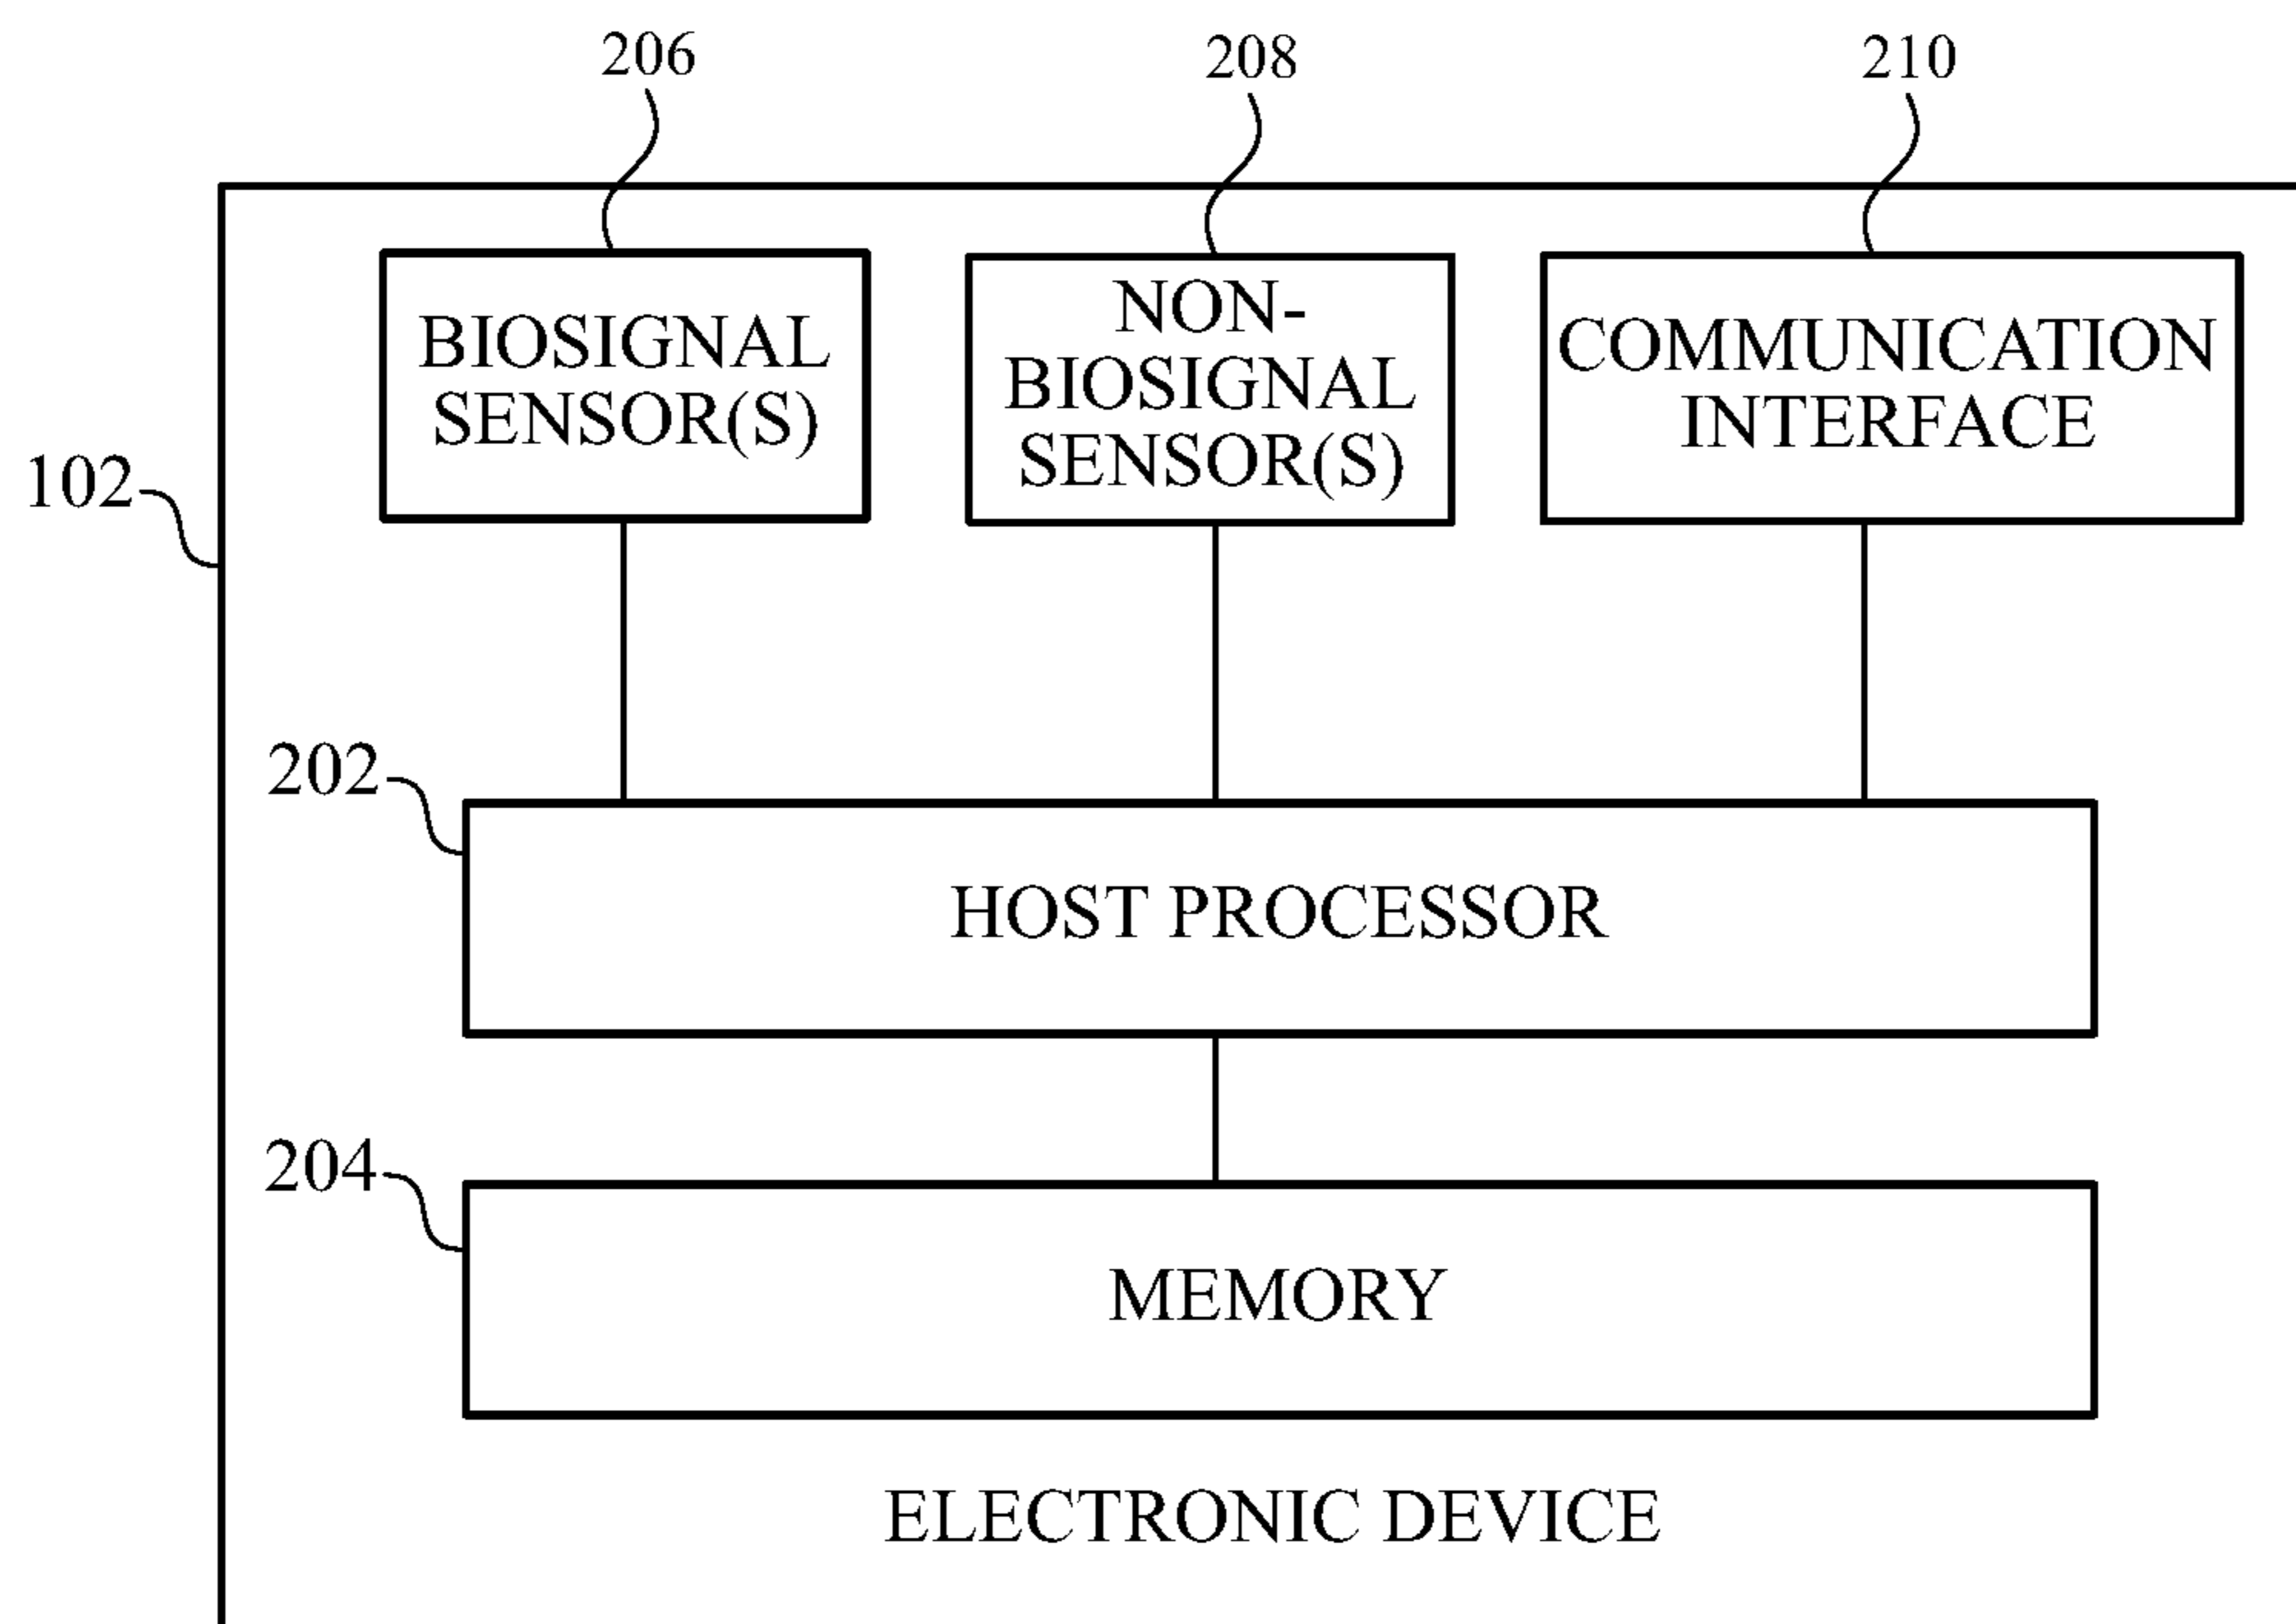 206
208
210
BIOSIGNAL
SENSOR(S)
NON-
BIOSIGNAL
SENSOR(S)
COMMUNICATION
INTERFACE
102
202
HOST PROCESSOR
204
MEMORY
ELECTRONIC DEVICE